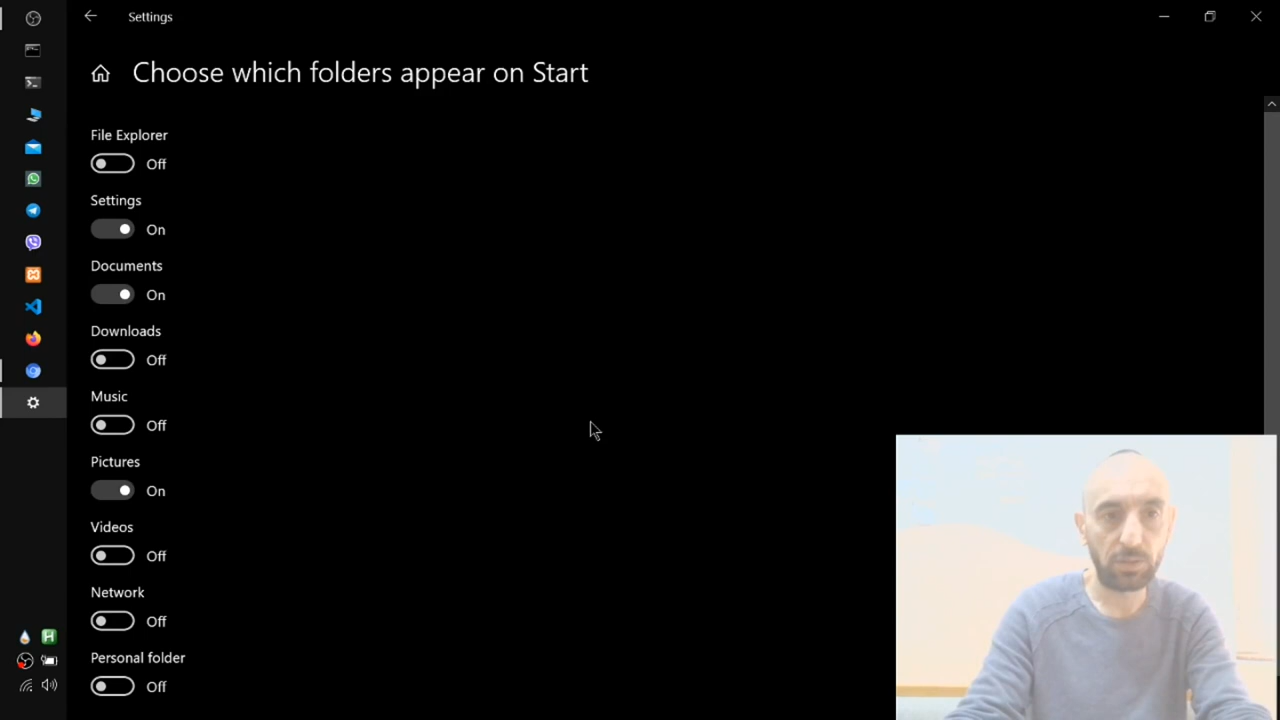 Settings
Choose which folders appear on Start
File Explorer
Off
Settings
On
Documents
On
Downloads
Off
Music
Off
Pictures
On
Videos
Off
Network
Off
Personal folder
Off